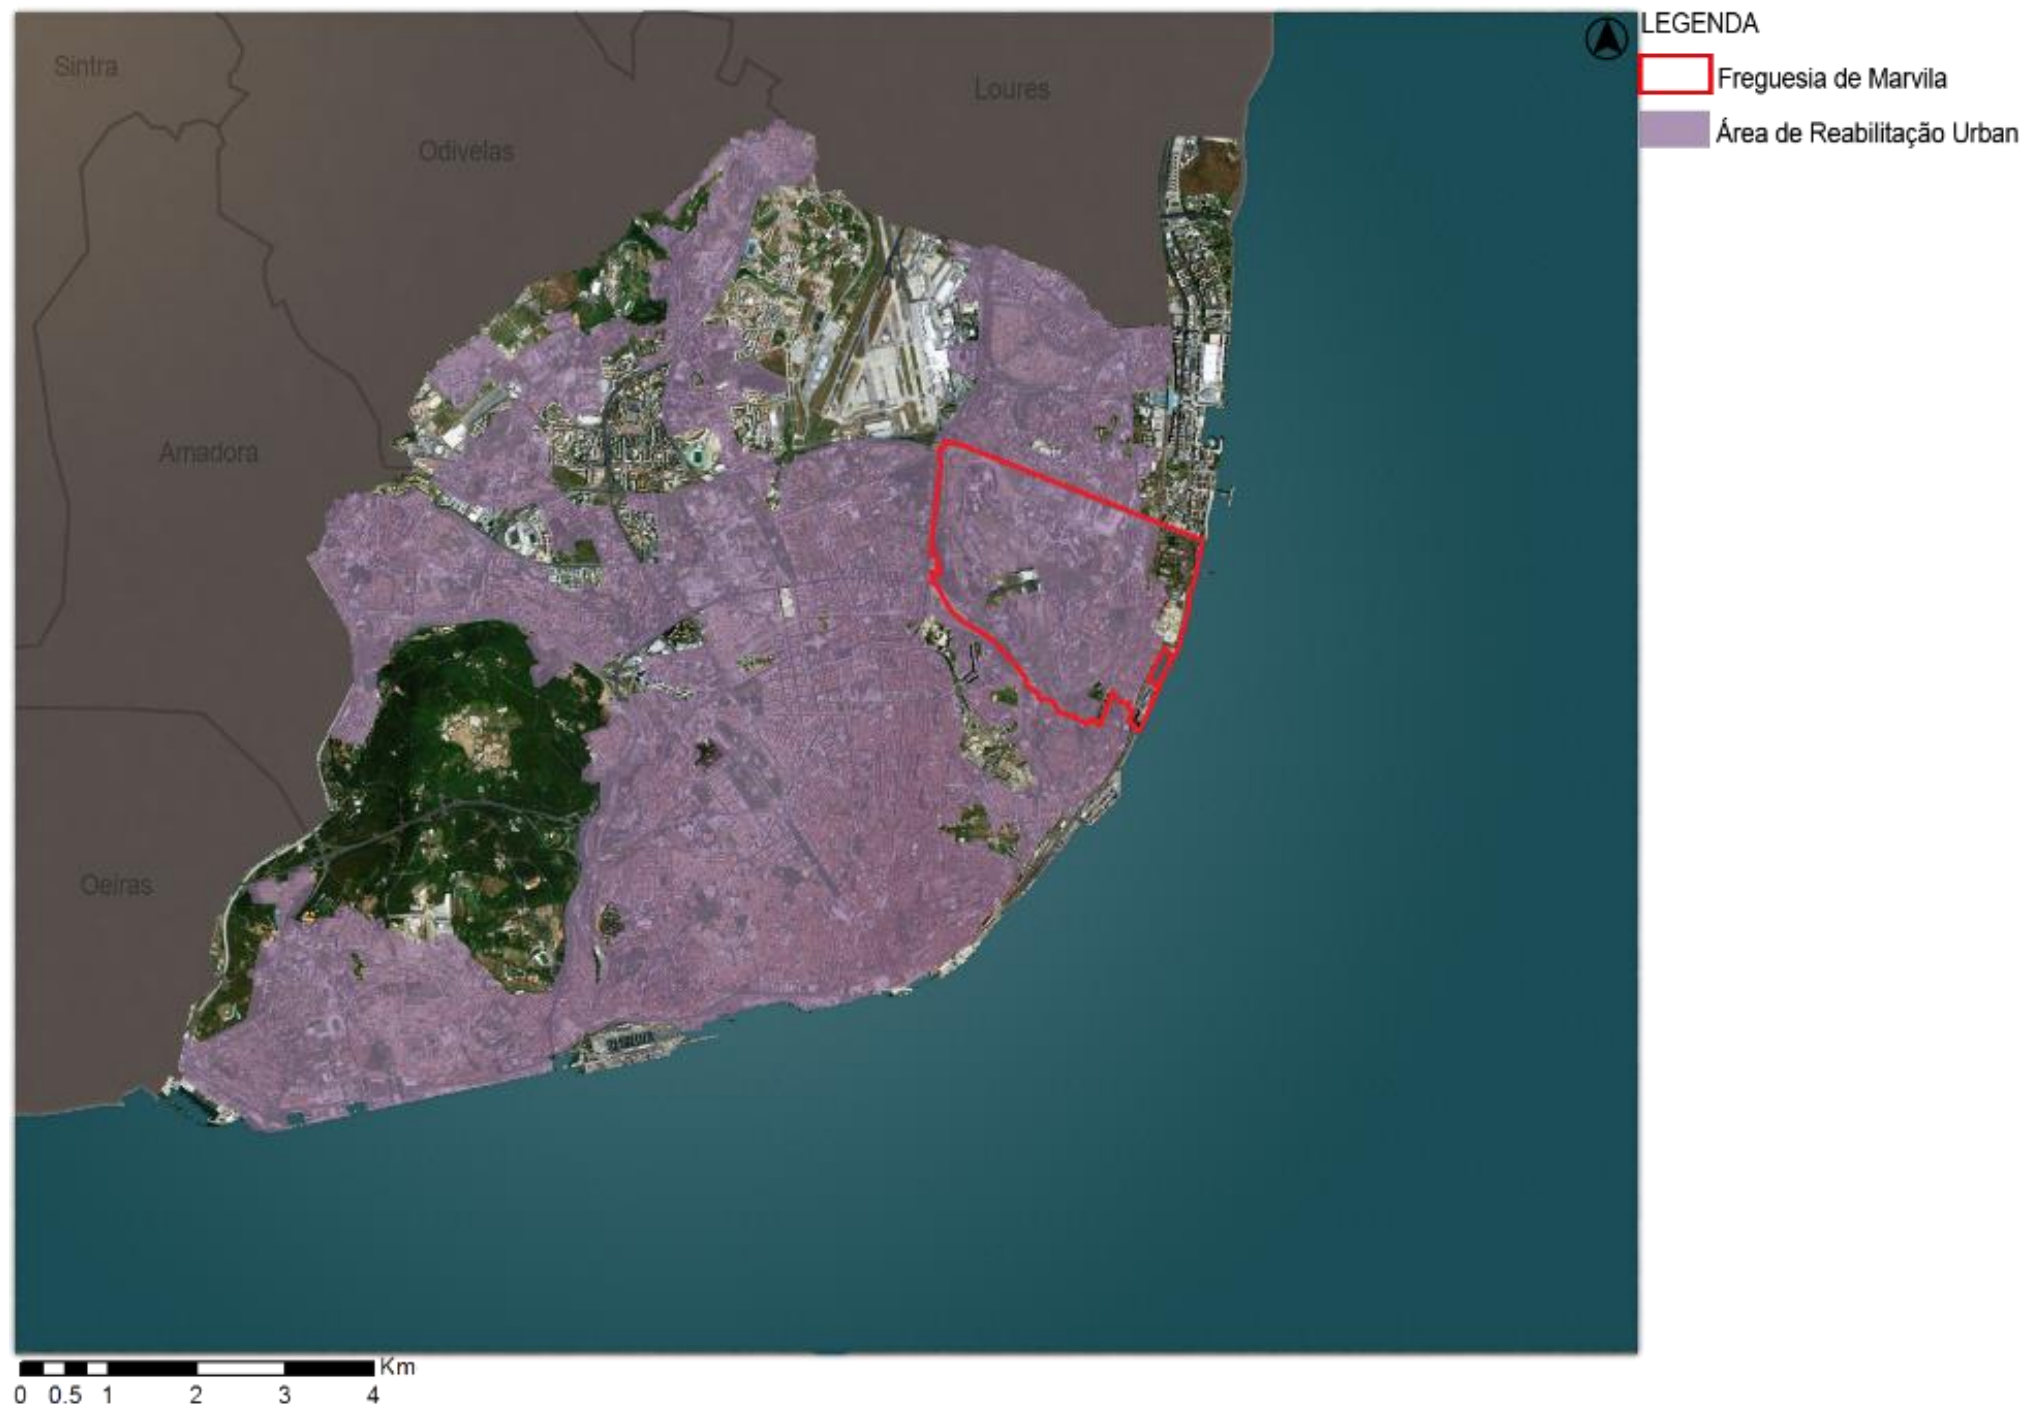 LEGENDA
Freguesia de Marvila
Área de Reabilitação Urban
Sintra
Loures
Odivelas
Amadora
Oeiras
Km
0 0.5 1 2 3 4